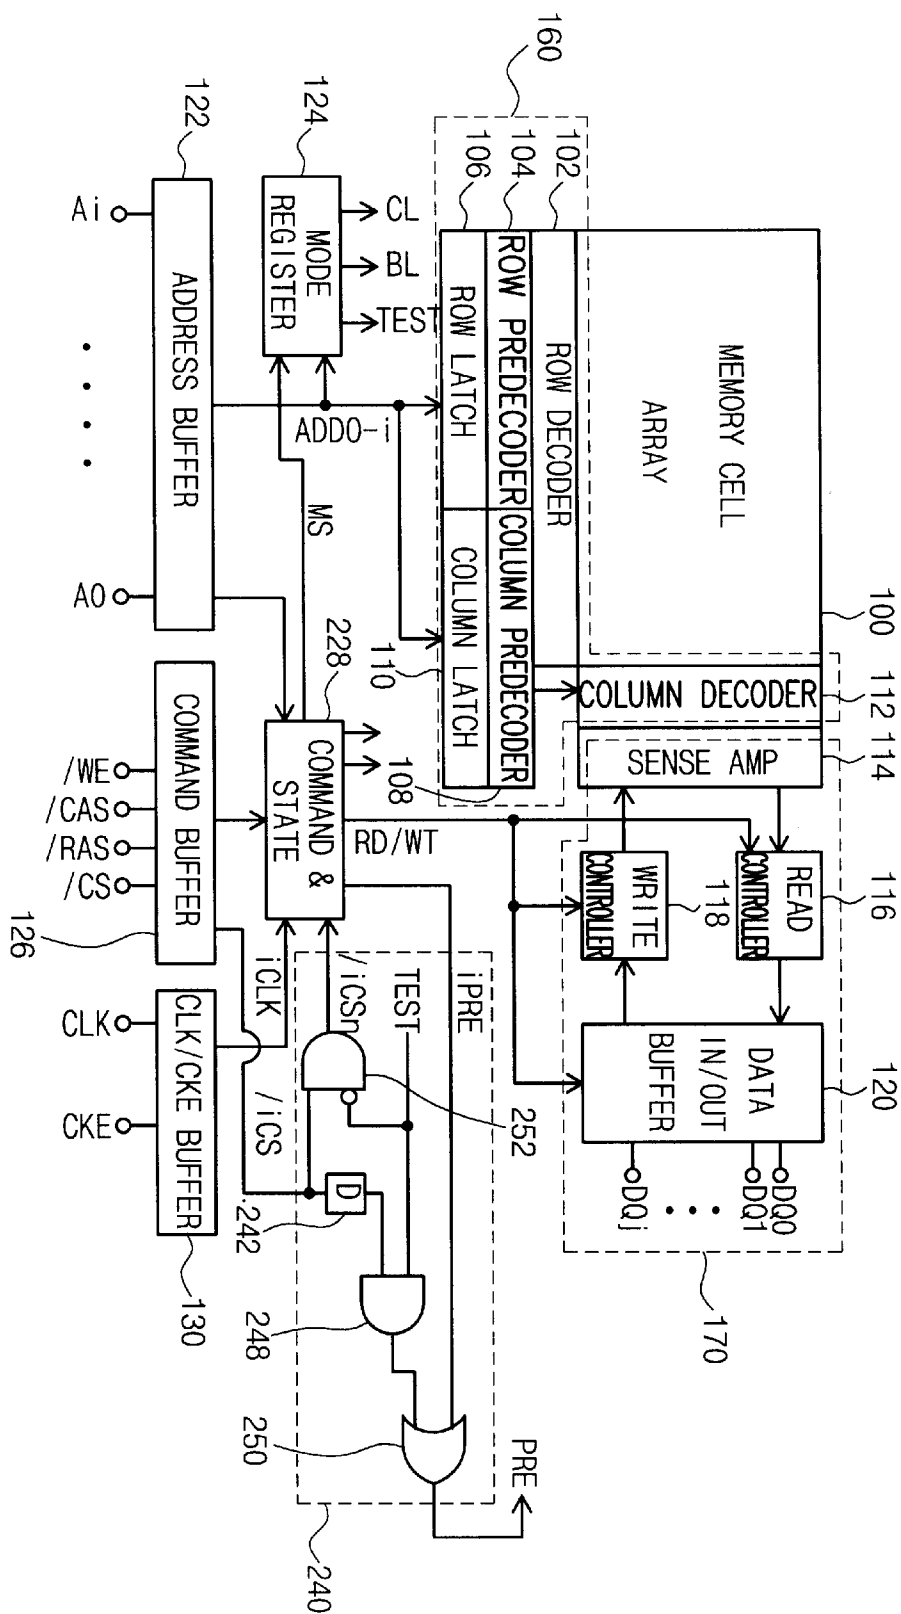 160
102
104
106
124
122
MEMORY CELL
ARRAY
ROW DECODER
ROW PREDECODER
ROW LATCH
COLUMN PREDECODER
COLUMN LATCH
100
COLUMN DECODER
112
SENSE AMP
114
110
108
CL
BL
TEST
MODE
REGISTER
ADD0-i
MS
Ai
ADDRESS BUFFER
A0
228
COMMAND &
STATE
RD/WT
READ
CONTROLLER
116
WRITE
CONTROLLER
118
DATA
IN/OUT
BUFFER
120
DQ0
DQ1
DQj
170
/WE
/CAS
/RAS
/CS
COMMAND BUFFER
126
iCLK
/iCSn
TEST
iPRE
CLK
CKE
CLK/CKE BUFFER
130
/iCS
252
D
242
248
250
PRE
240